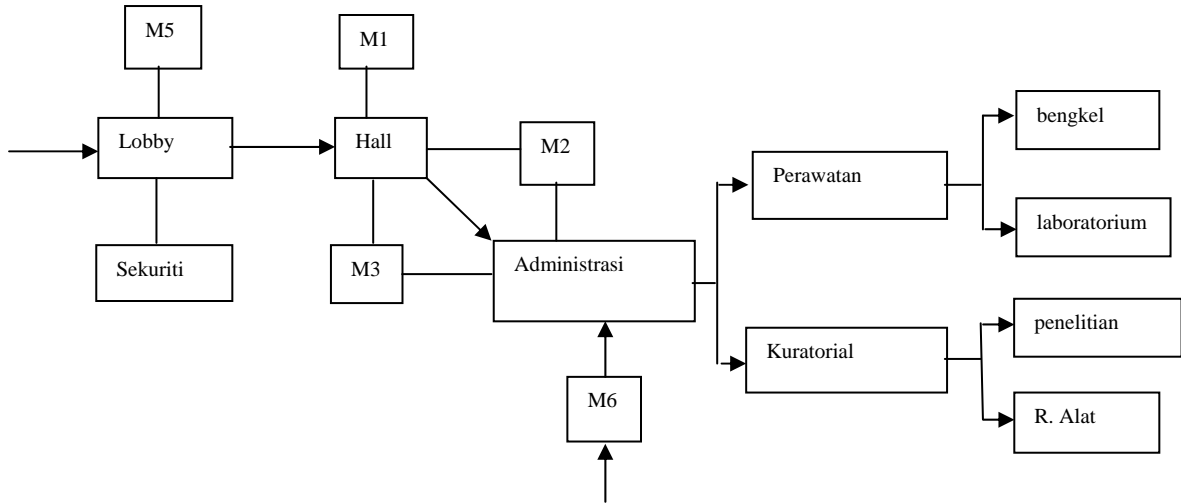 M5
M1
bengkel
Lobby
Hall
M2
Perawatan
laboratorium
Sekuriti
M3
Administrasi
penelitian
Kuratorial
M6
R. Alat